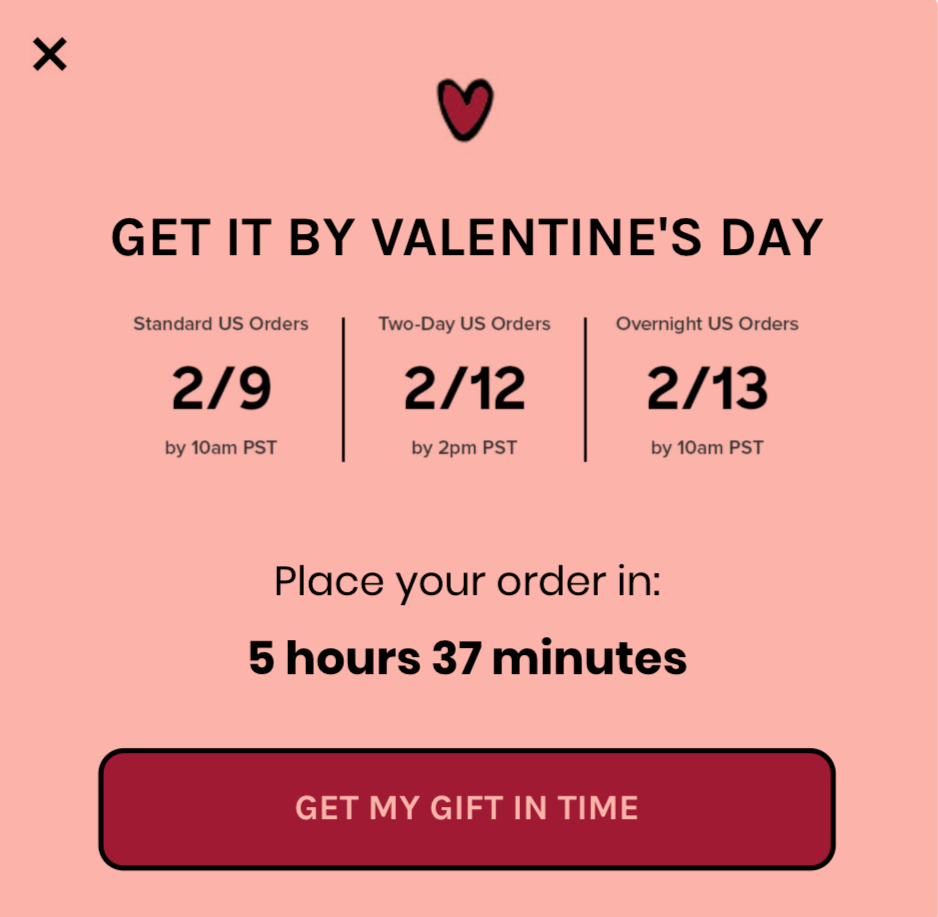 GET IT BY VALENTINE'S DAY
Standard US Orders
2/9
by 10am PST
Two-Day US Orders
2/12
by 2pm PST
Overnight US Orders
2/13
by 10am PST
Place your order in:
5 hours 37 minutes
GET MY GIFT IN TIME